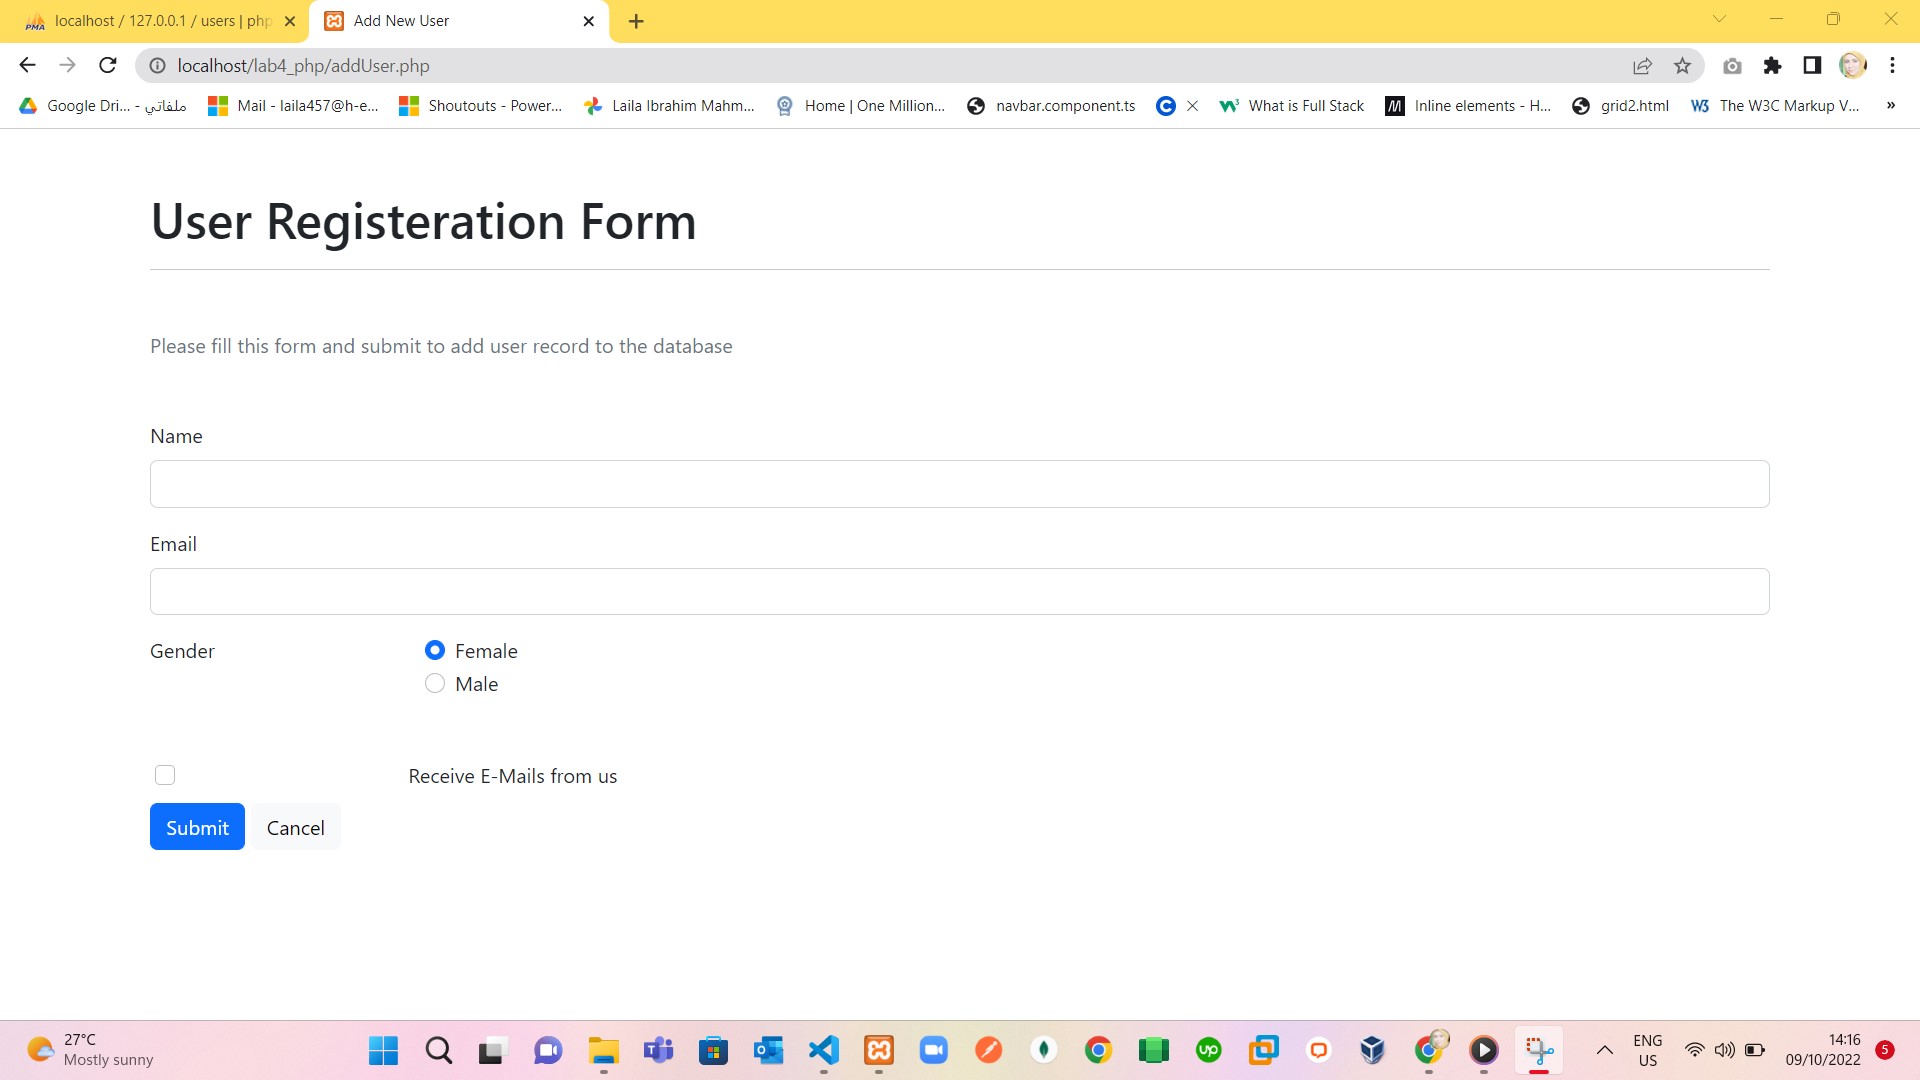 localhost / 127.0.0.1 / users | php
Add New User
localhost/lab4_php/addUser.php
Google Dri... - ملفاتي
Mail - laila457@h-e...
Shoutouts - Power...
Laila Ibrahim Mahm...
Home | One Million...
navbar.component.ts
What is Full Stack
Inline elements - H...
grid2.html
The W3C Markup V...
User Registeration Form
Please fill this form and submit to add user record to the database
Name
Email
Gender
Female
Male
Receive E-Mails from us
Submit
Cancel
27°C
Mostly sunny
ENG
US
14:16
09/10/2022
5